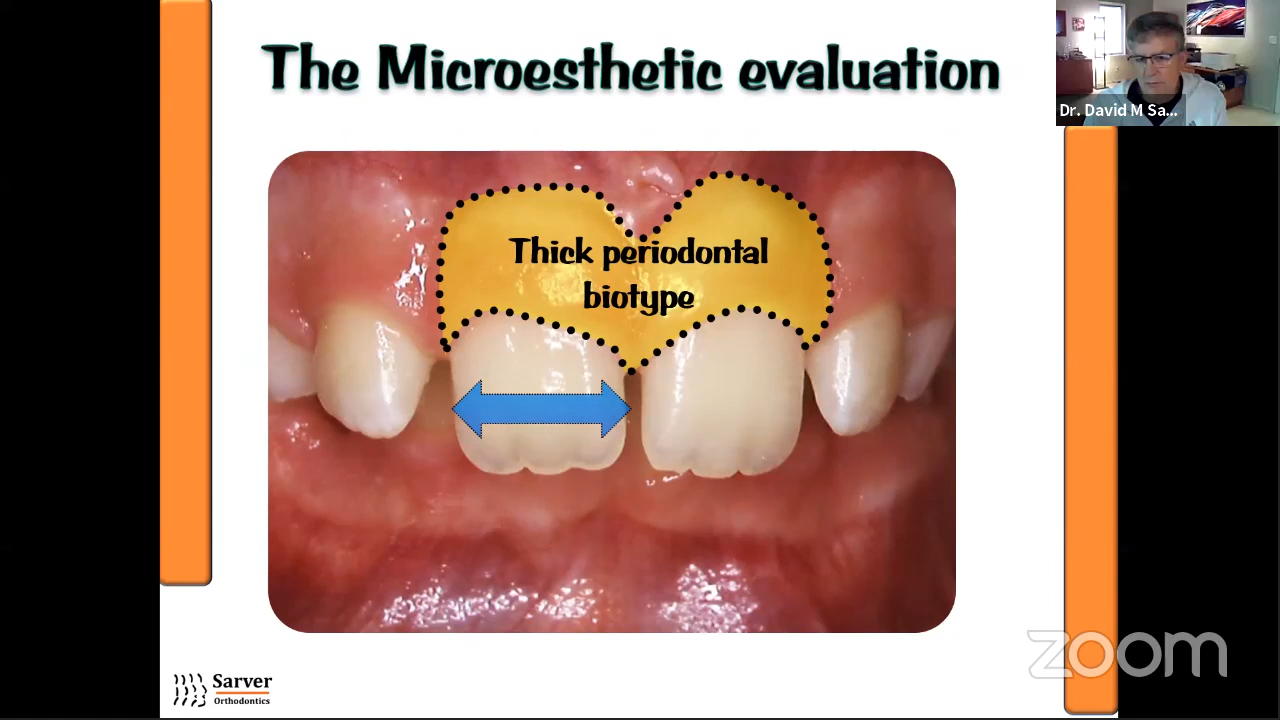 The Microesthetic evaluation
Dr. David M Sa...
Thick periodontal
biotype
Sarver
Orthodontics
zoom